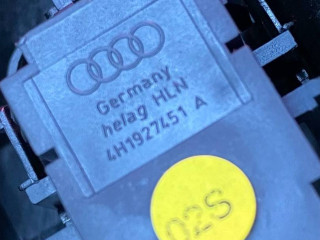 Germany
helag HLN
4H1927451 A
02S